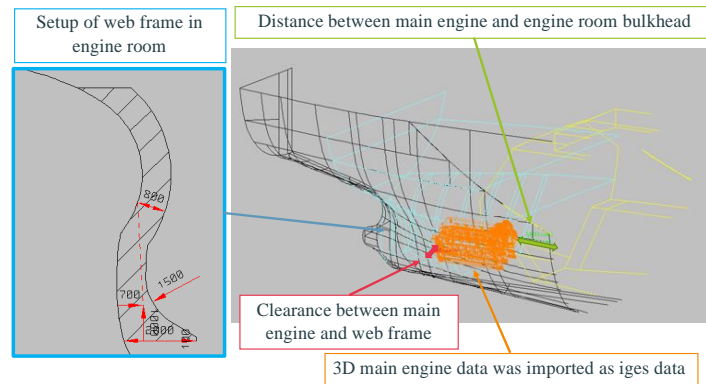 Setup of web frame in
engine room
Distance between main engine and engine room bulkhead
800
1500
700
Clearance between main
engine and web frame
3D main engine data was imported as iges data